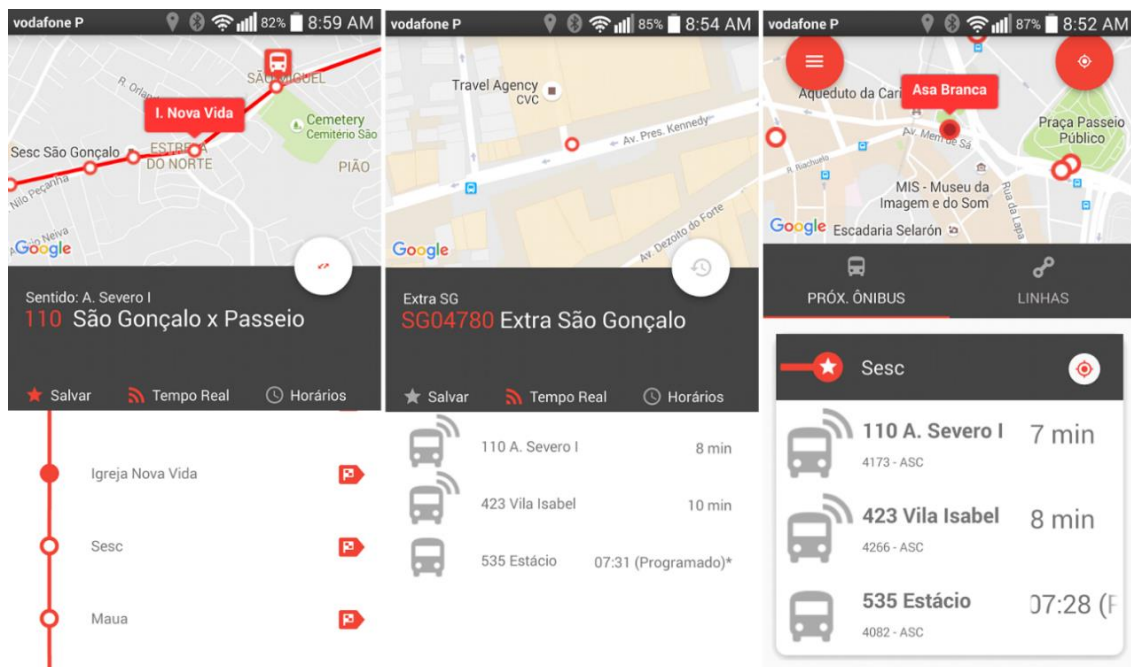 vodafone P 82% 8:59 AM
R. Orlan
SÃO MIGUEL
I. Nova Vida
Cemetery
Cemitério São
Sesc São Gonçalo
ESTRELA
DO NORTE
PIÃO
Nilo Peçanha
Neiva
Google
Sentido: A. Severo I
110 São Gonçalo x Passeio
Salvar Tempo Real Horários
Igreja Nova Vida
Sesc
Maua
vodafone P 85% 8:54 AM
Travel Agency
CVC
Av. Pres. Kennedy
Av. Dezoito do Forte
Google
Extra SG
SG04780 Extra São Gonçalo
Salvar Tempo Real Horários
110 A. Severo I 8 min
423 Vila Isabel 10 min
535 Estácio 07:31 (Programado)*
vodafone P 87% 8:52 AM
Aqueduto da Cari
Asa Branca
Praça Passeio
Público
Av. Mem de Sá
R. Riachuelo
MIS - Museu da
Imagem e do Som
Rua da Lapa
Google Escadaria Selarón
PRÓX. ÔNIBUS LINHAS
Sesc
110 A. Severo I 7 min
4173 - ASC
423 Vila Isabel 8 min
4266 - ASC
535 Estácio 07:28 (P
4082 - ASC